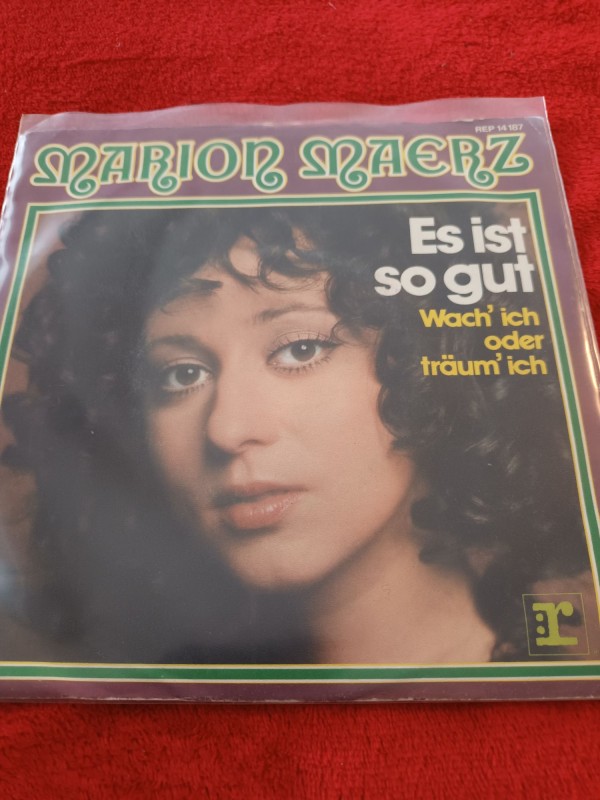 REP 14 187
MARION MAERZ
Es ist
so gut
Wach' ich
oder
träum' ich
:r